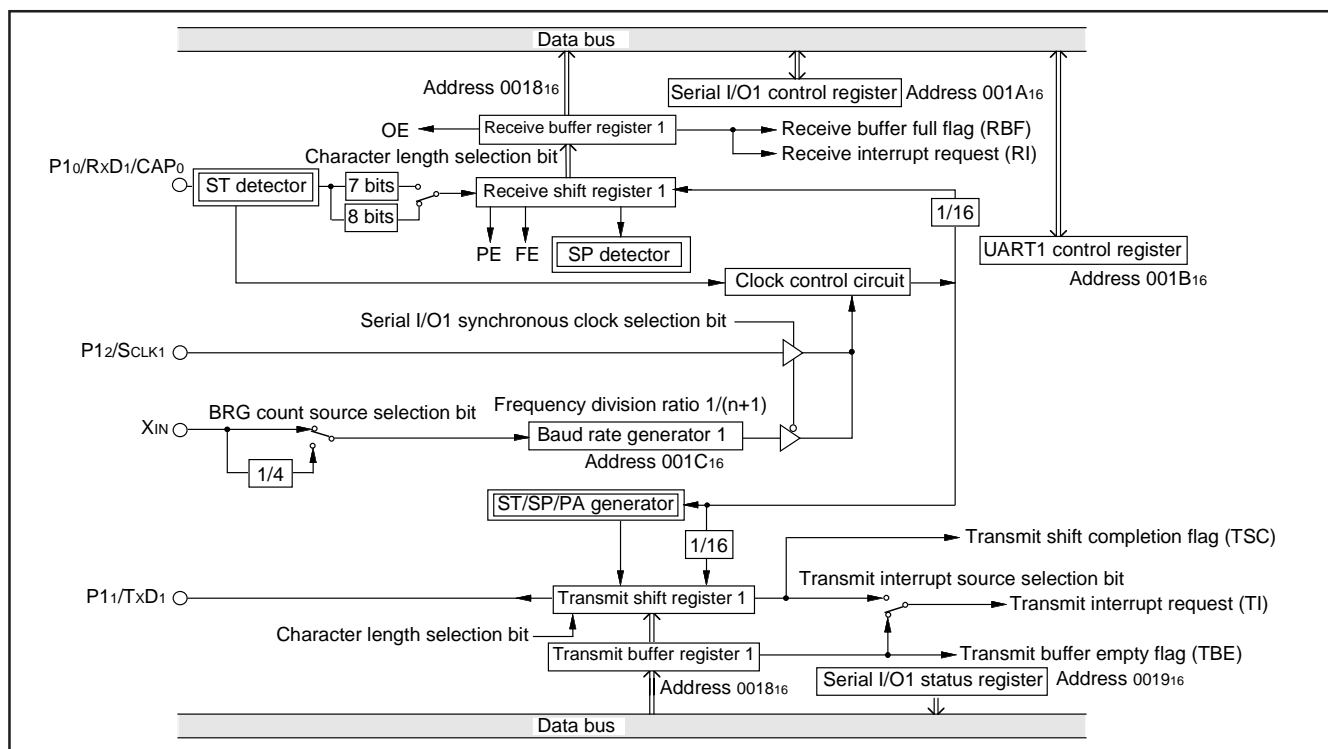 Data bus
Address 001816
Serial I/O1 control register Address 001A16
OE Receive buffer register 1 Receive buffer full flag (RBF)
Character length selection bit Receive interrupt request (RI)
P10/RXD1/CAP0
ST detector 7 bits Receive shift register 1
8 bits 1/16
PE FE SP detector UART1 control register
Address 001B16
Clock control circuit
Serial I/O1 synchronous clock selection bit
P12/SCLK1
BRG count source selection bit Frequency division ratio 1/(n+1)
XIN Baud rate generator 1
1/4 Address 001C16
ST/SP/PA generator
1/16 Transmit shift completion flag (TSC)
Transmit interrupt source selection bit
P11/TXD1 Transmit shift register 1 Transmit interrupt request (TI)
Character length selection bit
Transmit buffer register 1 Transmit buffer empty flag (TBE)
Address 001816 Serial I/O1 status register Address 001916
Data bus